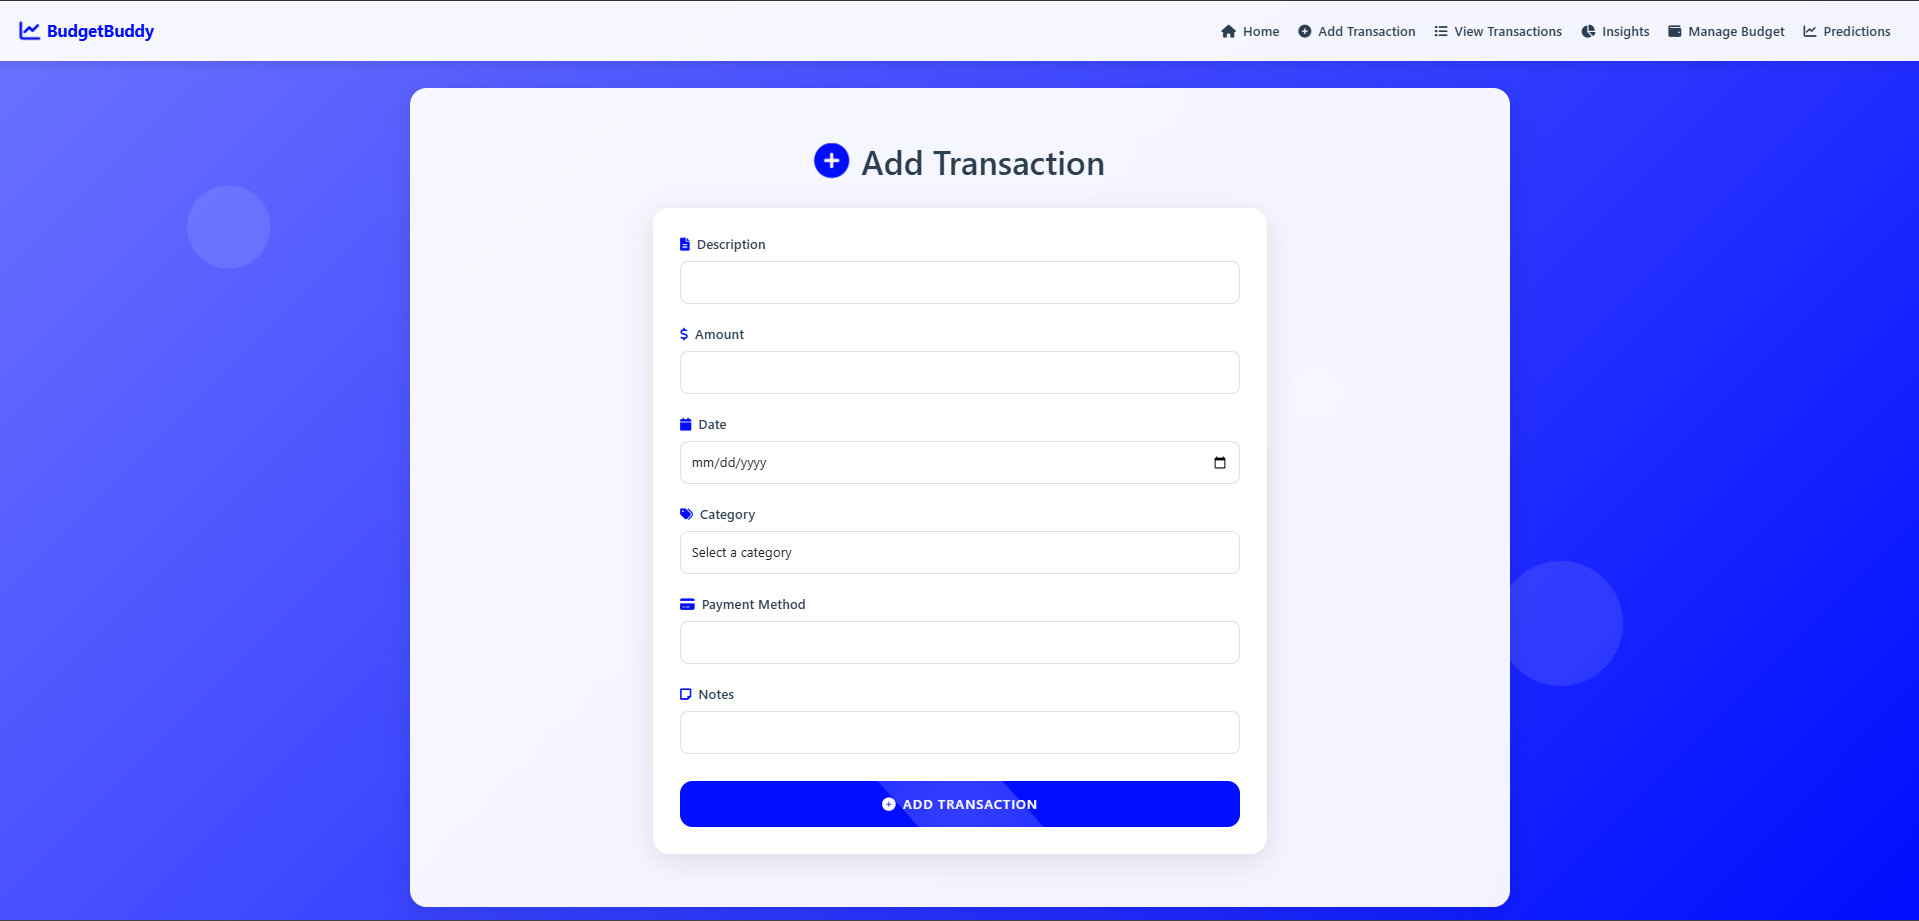 BudgetBuddy
Home Add Transaction View Transactions Insights Manage Budget Predictions
Add Transaction
Description
$ Amount
Date
mm/dd/yyyy
Category
Select a category
Payment Method
Notes
ADD TRANSACTION